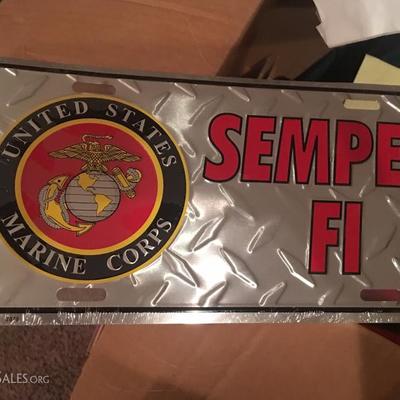 UNITED STATES
MARINE CORPS
SEMPE
FI
SALES.ORG